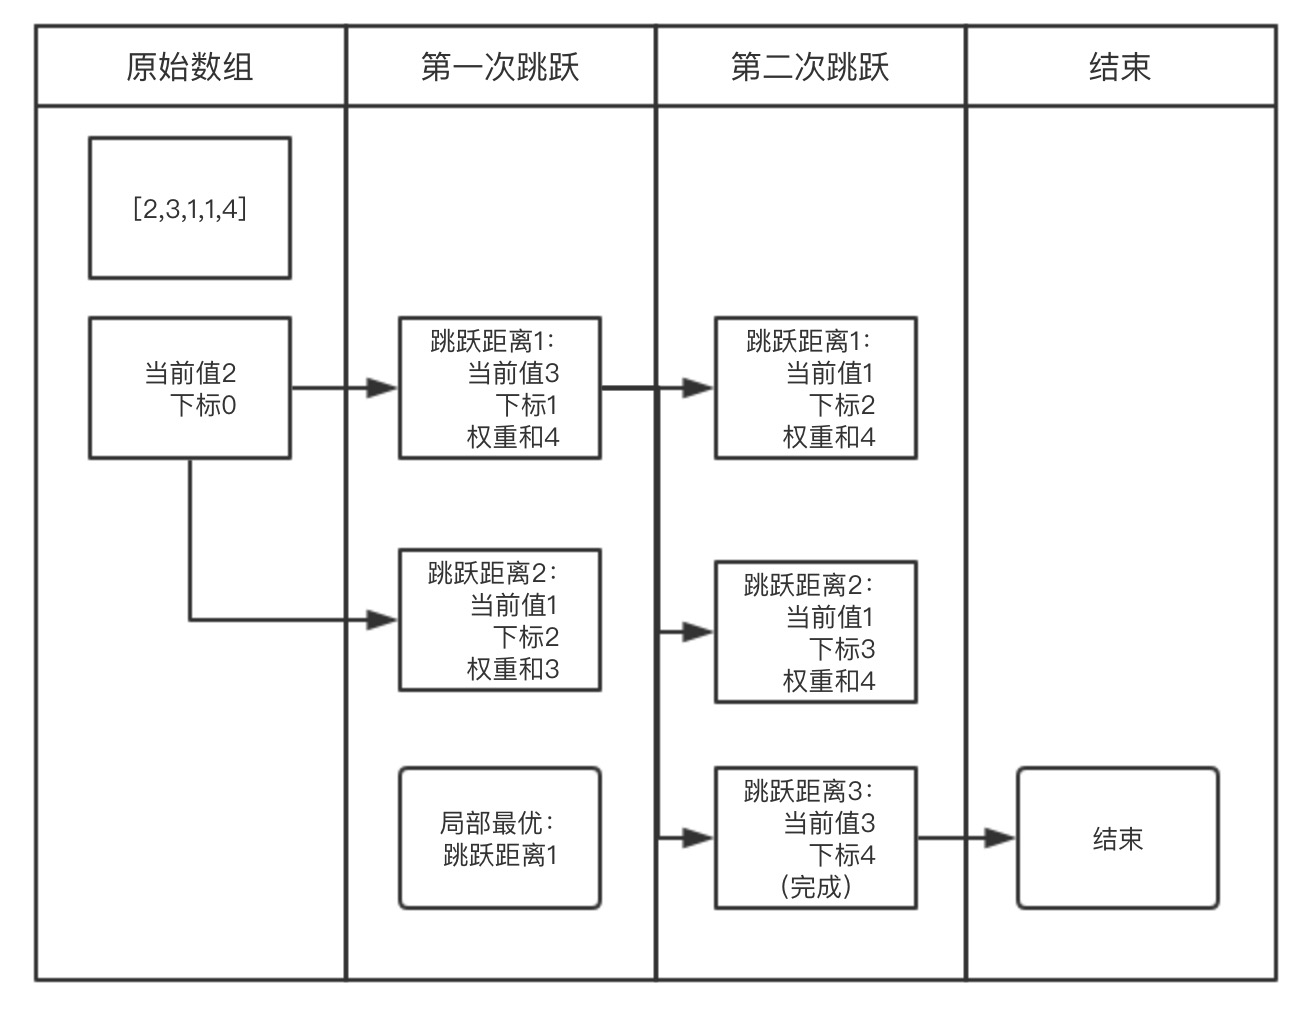 原始数组
第一次跳跃
第二次跳跃
结束
[2,3,1,1,4]
当前值2
下标0
跳跃距离1：
当前值3
下标1
权重和4
跳跃距离1：
当前值1
下标2
权重和4
跳跃距离2：
当前值1
下标2
权重和3
跳跃距离2：
当前值1
下标3
权重和4
局部最优：
跳跃距离1
跳跃距离3：
当前值3
下标4
（完成）
结束